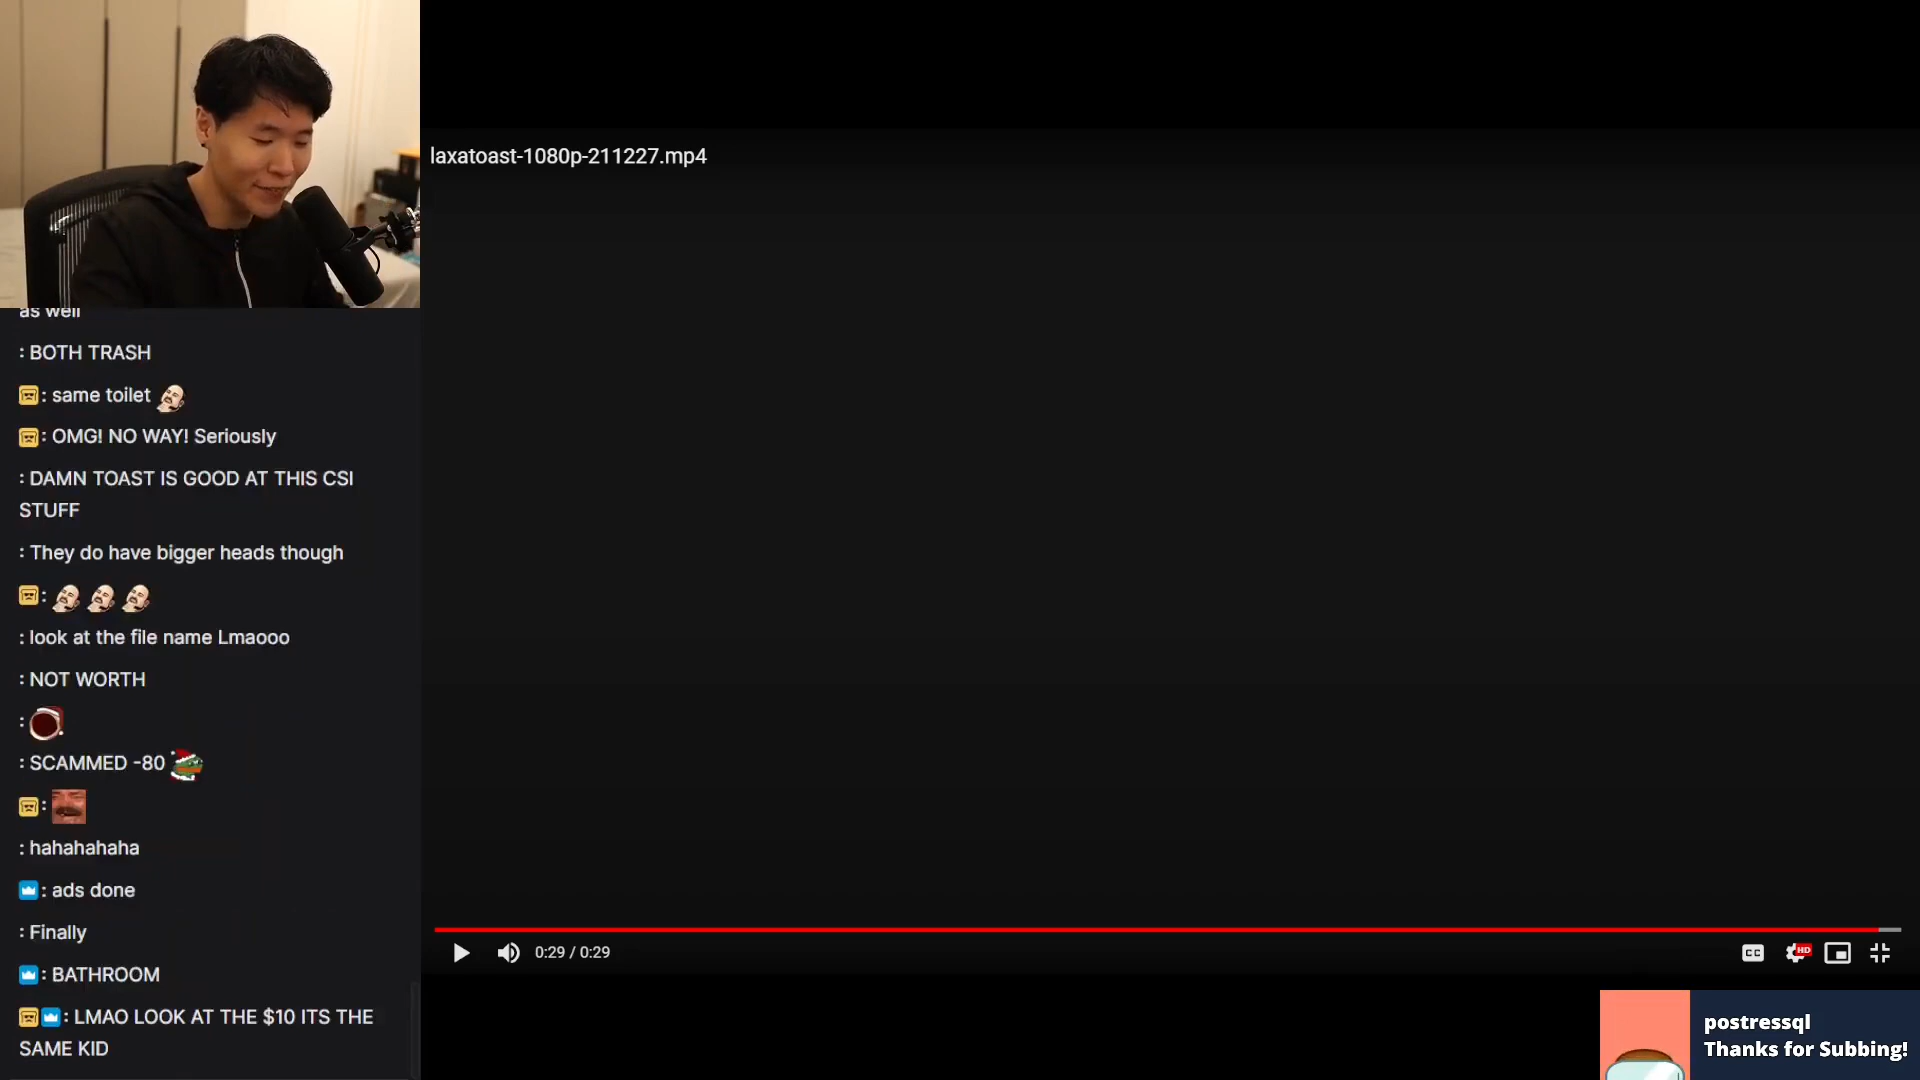 as well
: BOTH TRASH
: same toilet
: OMG! NO WAY! Seriously
: DAMN TOAST IS GOOD AT THIS CSI
STUFF
: They do have bigger heads though
:
: look at the file name Lmaooo
: NOT WORTH
:
: SCAMMED -80
:
: hahahahaha
: ads done
: Finally
: BATHROOM
: LMAO LOOK AT THE $10 ITS THE
SAME KID
laxatoast-1080p-211227.mp4
0:29 / 0:29
CC
HD
postressql
Thanks for Subbing!